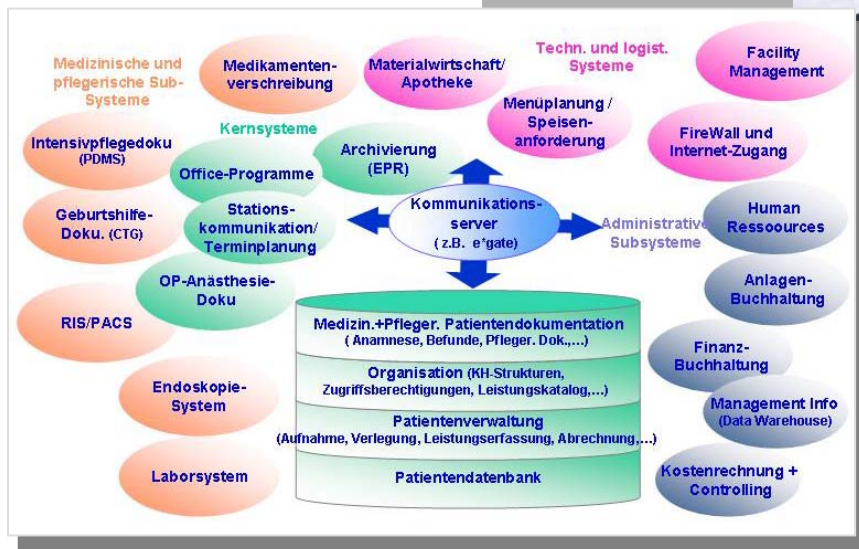 Medizinische und
pflegerische Sub-
Systeme
Medikamenten-
verschreibung
Materialwirtschaft/
Apotheke
Techn. und logist.
Systeme
Facility
Management
Menüplanung /
Speisen-
anforderung
FireWall und
Internet-Zugang
Kernsysteme
Intensivpflegedoku
(PDMS)
Office-Programme
Archivierung
(EPR)
Geburtshilfe-
Doku. (CTG)
Stations-
kommunikation/
Terminplanung
Kommunikations-
server
( z.B. e*gate)
Administrative
Subsysteme
Human
Ressoources
OP-Anästhesie-
Doku
Anlagen-
Buchhaltung
RIS/PACS
Medizin.+Pfleger. Patientendokumentation
( Anamnese, Befunde, Pfleger. Dok.,...)
Finanz-
Buchhaltung
Organisation (KH-Strukturen,
Zugriffsberechtigungen, Leistungskatalog,...)
Endoskopie-
System
Management Info
(Data Warehouse)
Patientenverwaltung
(Aufnahme, Verlegung, Leistungserfassung, Abrechnung,...)
Laborsystem
Patientendatenbank
Kostenrechnung +
Controlling